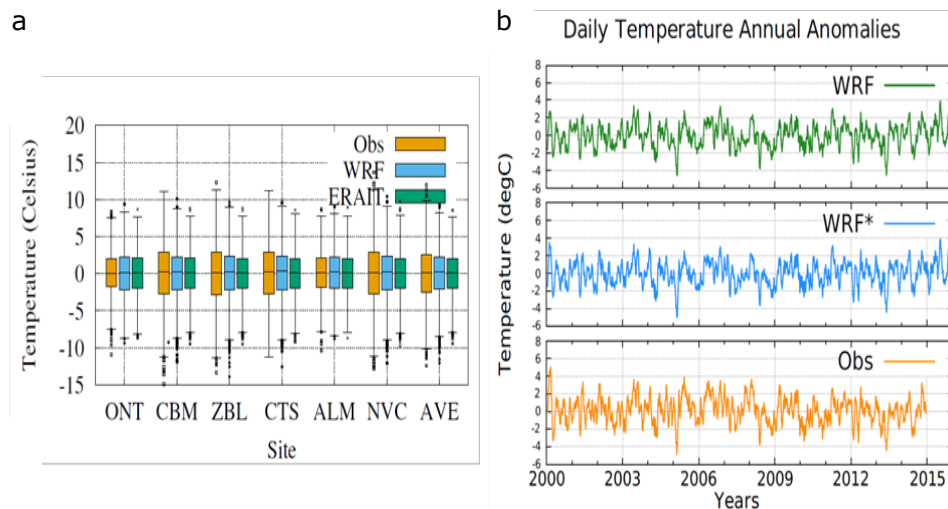 a
20
15
10
5
0
-5
-10
-15
Temperature (Celsius)
Obs
WRF
ERAIT
ONT CBM ZBL CTS ALM NVC AVE
Site
b
Daily Temperature Annual Anomalies
Temperature (degC)
8
6
4
2
0
-2
-4
-6
WRF
8
6
4
2
0
-2
-4
-6
WRF*
8
6
4
2
0
-2
-4
-6
Obs
2000 2003 2006 2009 2012 2015
Years